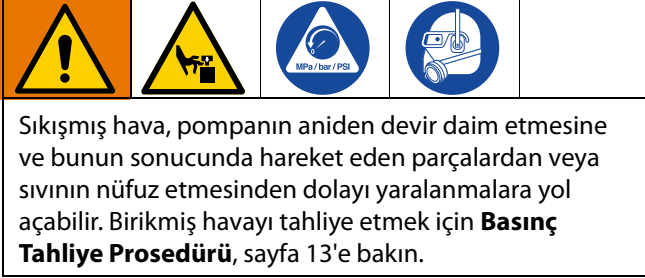 MPa / bar / PSI
Sıkışmış hava, pompanın aniden devir daim etmesine
ve bunun sonucunda hareket eden parçalardan veya
sıvının nüfuz etmesinden dolayı yaralanmalara yol
açabilir. Birikmiş havayı tahliye etmek için Basınç
Tahliye Prosedürü, sayfa 13'e bakın.